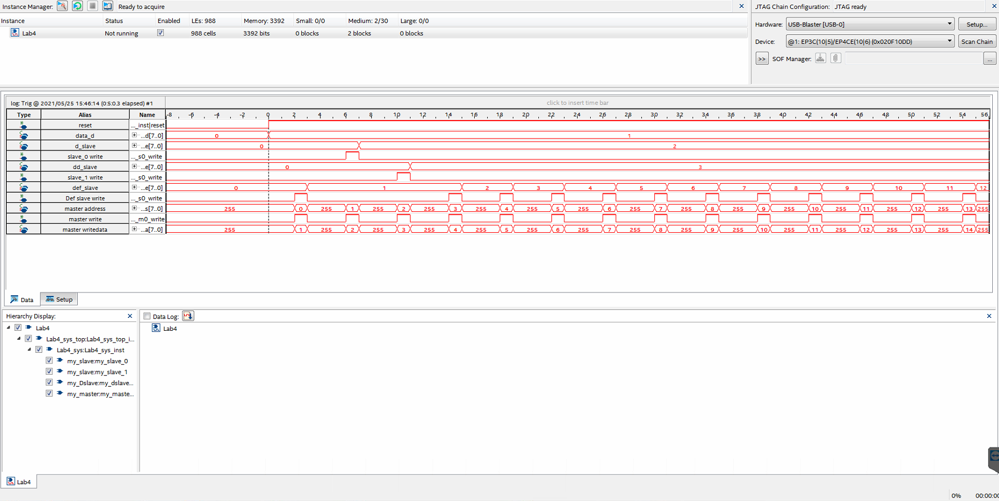 Instance Manager: Ready to acquire
JTAG Chain Configuration: JTAG ready
Instance Status Enabled LEs: 988 Memory: 3392 Small: 0/0 Medium: 2/30 Large: 0/0
Lab4 Not running 988 cells 3392 bits 0 blocks 2 blocks 0 blocks
Hardware: USB-Blaster [USB-0] Setup...
Device: @1: EP3C(10|5)/EP4CE(10|6) (0x020F10DD) Scan Chain
>> SOF Manager: ...
log: Trig @ 2021/05/25 15:46:14 (0:5:0.3 elapsed) #1 click to insert time bar
Type Alias Name -8 -6 -4 -2 0 2 4 6 8 10 12 14 16 18 20 22 24 26 28 30 32 34 36 38 40 42 44 46 48 50 52 54 56
reset ..._inst|reset
data_d ...d[7..0] 0 1
d_slave ...e[7..0] 0 2
slave_0 write ..._s0_write
dd_slave ...e[7..0] 0 3
slave_1 write ..._s0_write
def_slave ...e[7..0] 0 1 2 3 4 5 6 7 8 9 10 11 12
Def slave write ..._s0_write
master address ...s[7..0] 255 0 255 1 255 2 255 3 255 4 255 5 255 6 255 7 255 8 255 9 255 10 255 11 255 12 255 13 255
master write ..._m0_write
master writedata ...a[7..0] 255 1 255 2 255 3 255 4 255 5 255 6 255 7 255 8 255 9 255 10 255 11 255 12 255 13 255 14 255
Data Setup
Hierarchy Display:
Lab4
Lab4_sys_top:Lab4_sys_top_i...
Lab4_sys:Lab4_sys_inst
my_slave:my_slave_0
my_slave:my_slave_1
my_Dslave:my_dslave...
my_master:my_maste...
Data Log:
Lab4
Lab4
0% 00:00:00